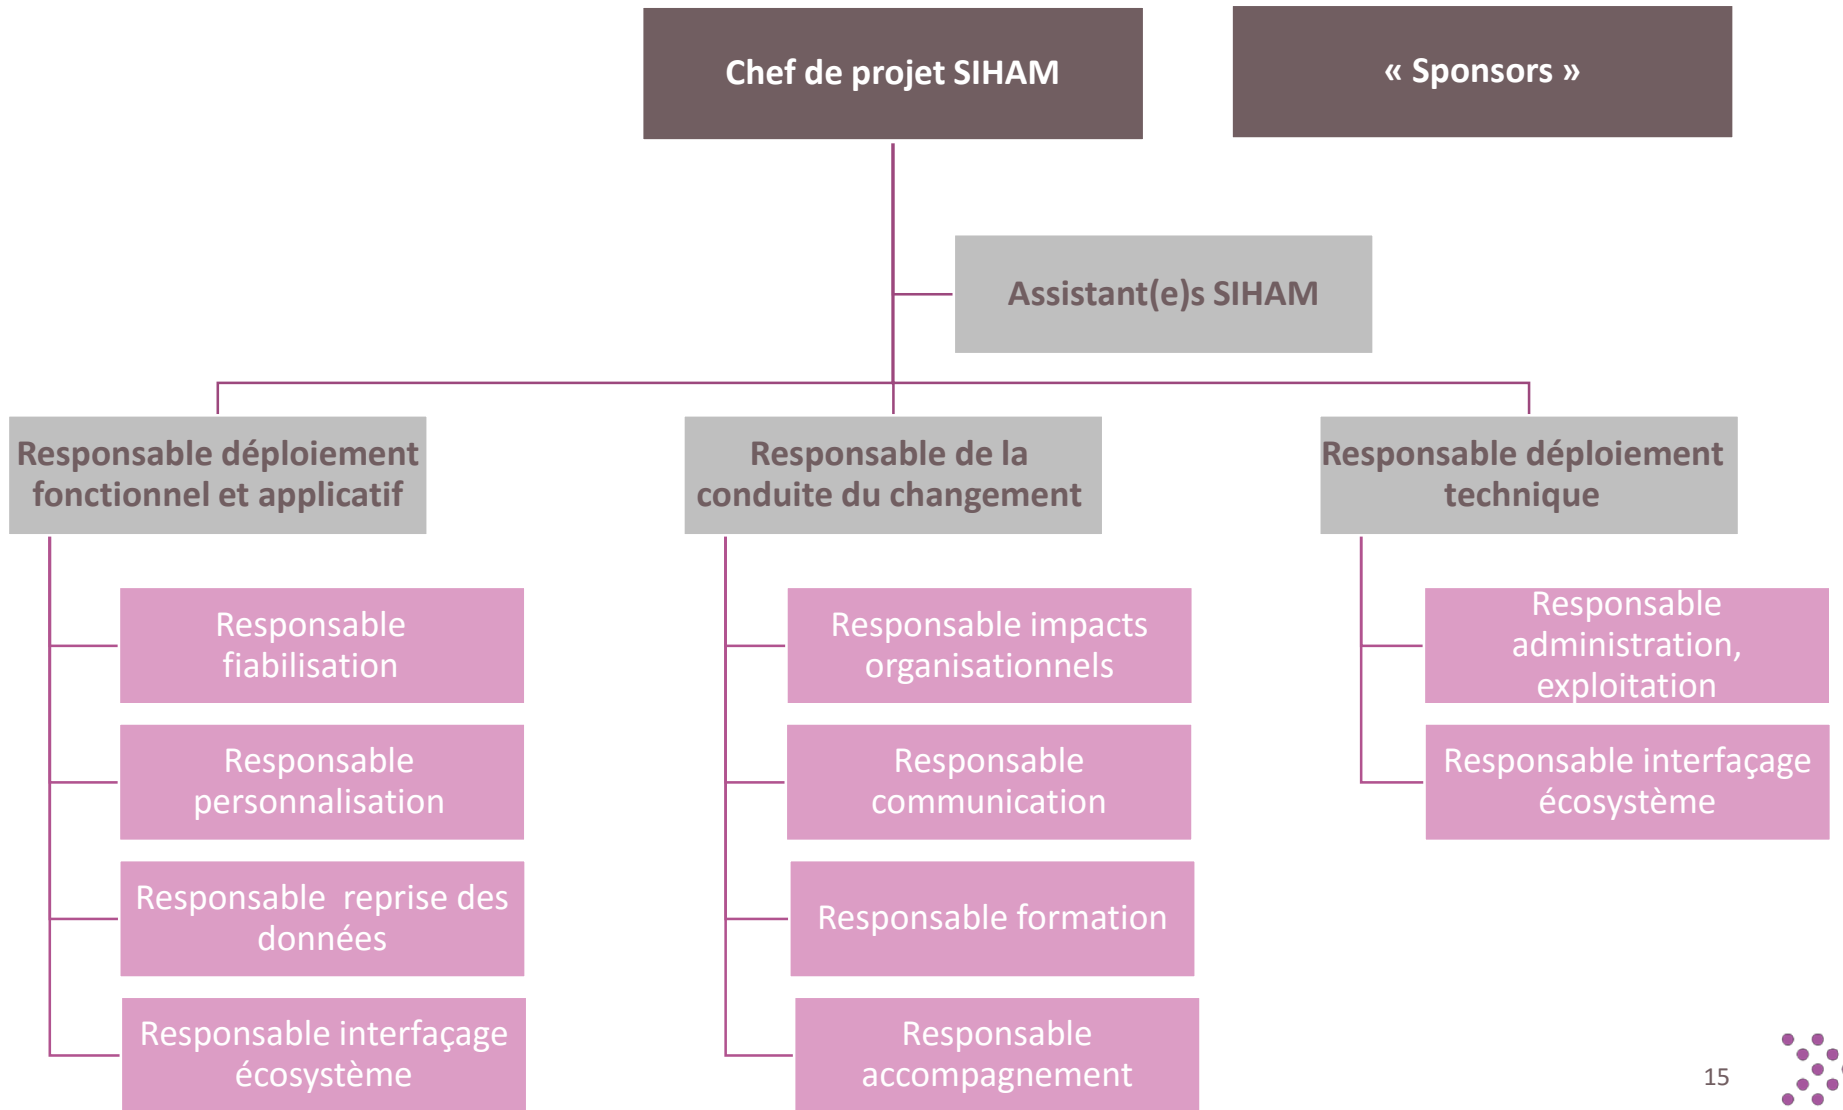 Chef de projet SIHAM
« Sponsors »
Assistant(e)s SIHAM
Responsable déploiement
fonctionnel et applicatif
Responsable de la
conduite du changement
Responsable déploiement
technique
Responsable
fiabilisation
Responsable
personnalisation
Responsable  reprise des
données
Responsable interfaçage
écosystème
Responsable impacts
organisationnels
Responsable
communication
Responsable formation
Responsable
accompagnement
Responsable
administration,
exploitation
Responsable interfaçage
écosystème
15